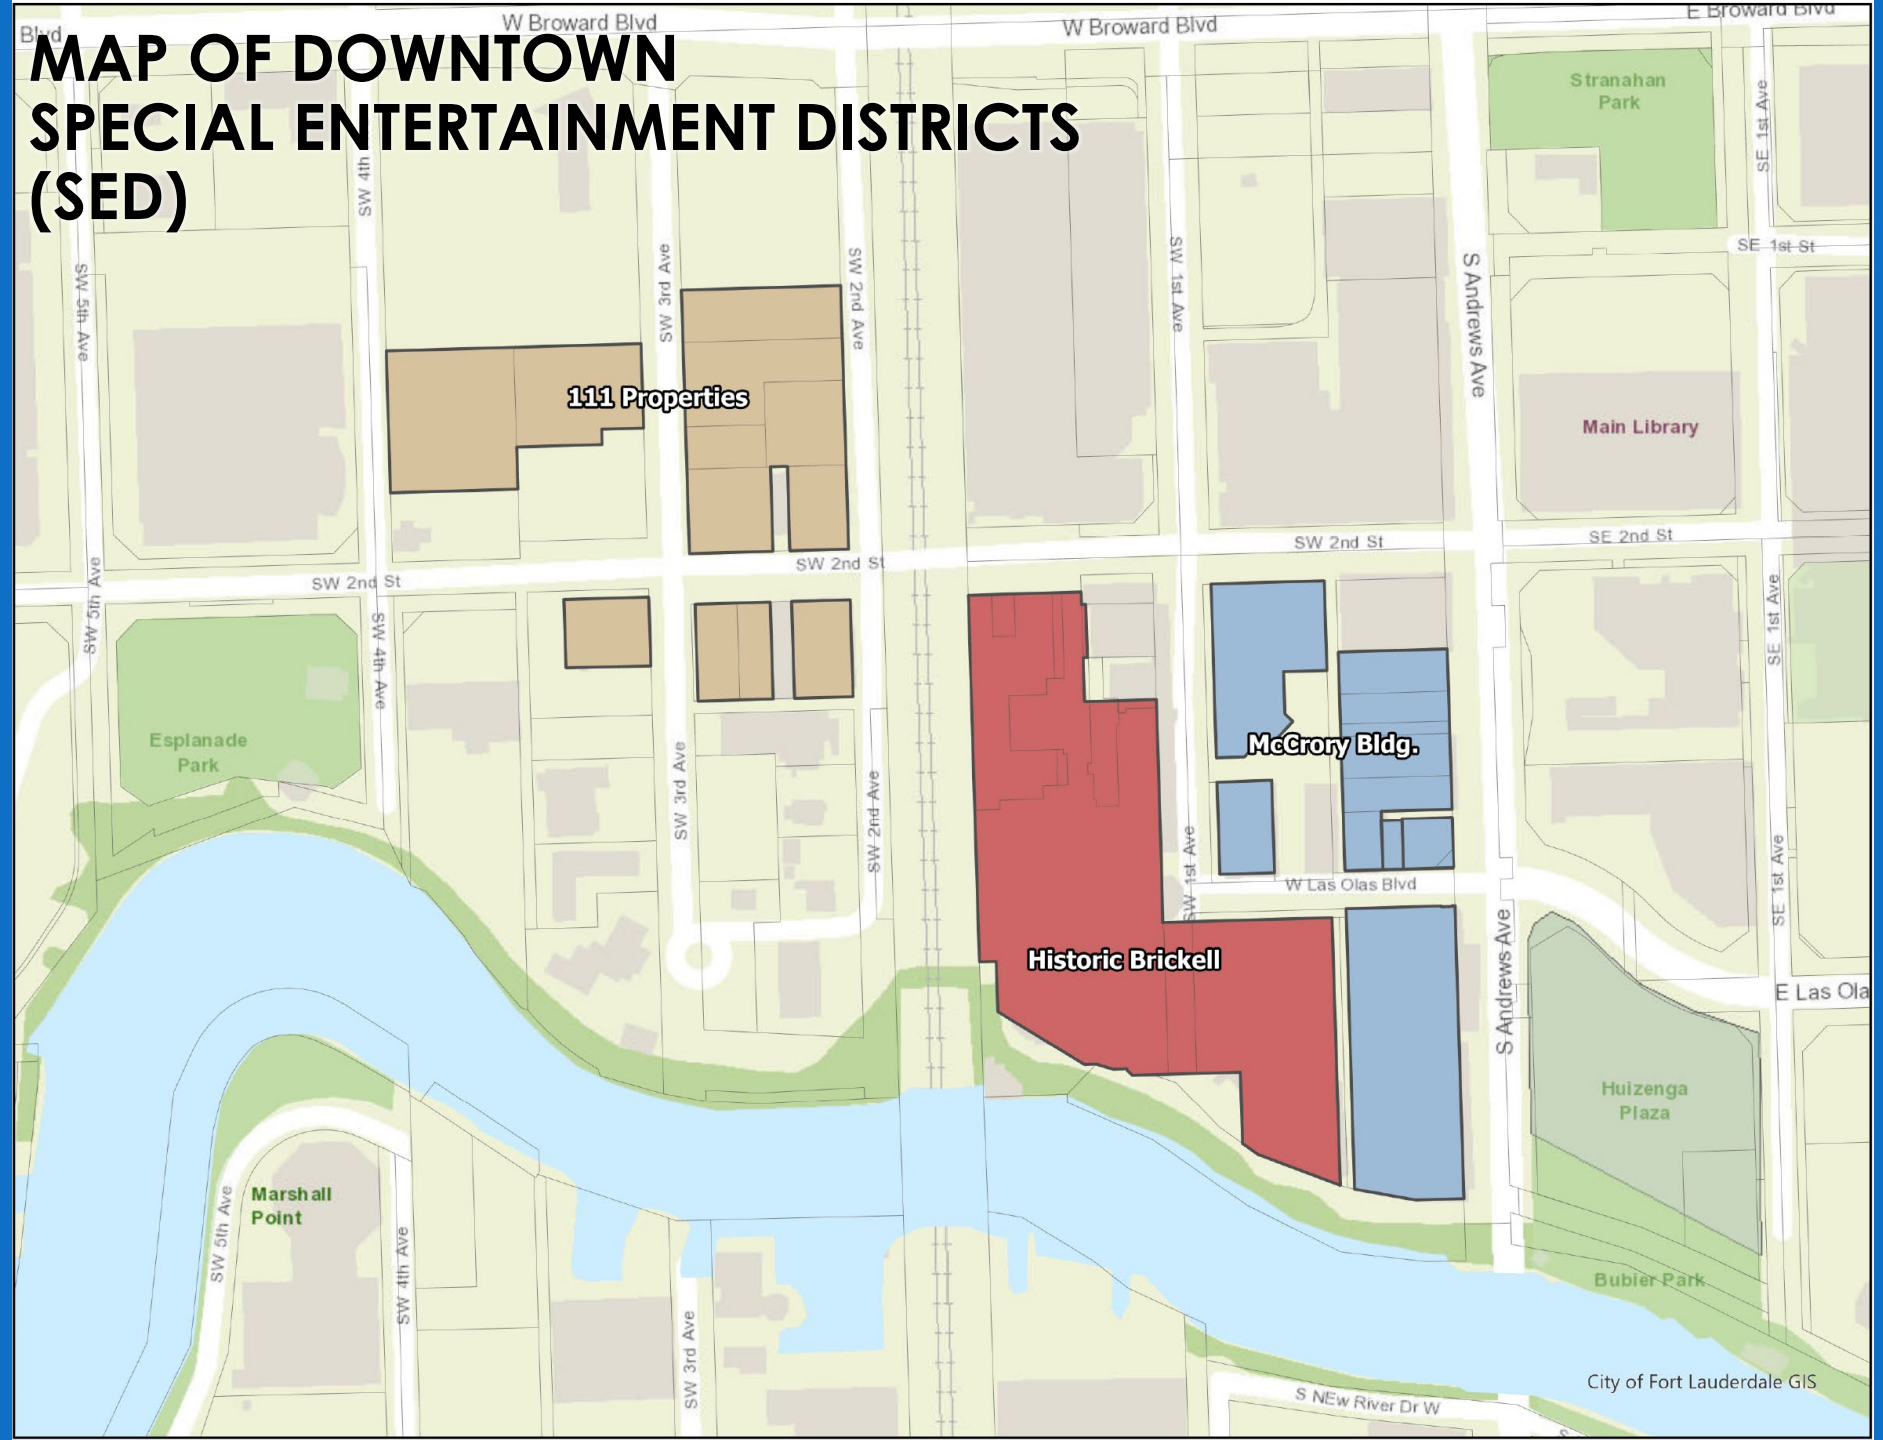 Blvd
W Broward Blvd
W Broward Blvd
E Broward Blvd
MAP OF DOWNTOWN
SPECIAL ENTERTAINMENT DISTRICTS
(SED)
Stranahan
Park
SE 1st Ave
SW 4th
SE 1st St
SW 5th Ave
SW 3rd Ave
SW 2nd Ave
SW 1st Ave
S Andrews Ave
111 Properties
Main Library
SW 2nd St
SE 2nd St
SW 2nd St
SW 2nd St
SW 5th Ave
SW 4th Ave
SE 1st Ave
Esplanade
Park
McCrory Bldg.
SW 3rd Ave
SW 2nd Ave
SW 1st Ave
SE 1st Ave
W Las Olas Blvd
Historic Brickell
S Andrews Ave
E Las Ola
Huizenga
Plaza
Marshall
Point
SW 5th Ave
SW 4th Ave
Bubier Park
SW 3rd Ave
City of Fort Lauderdale GIS
S NEw River Dr W
S